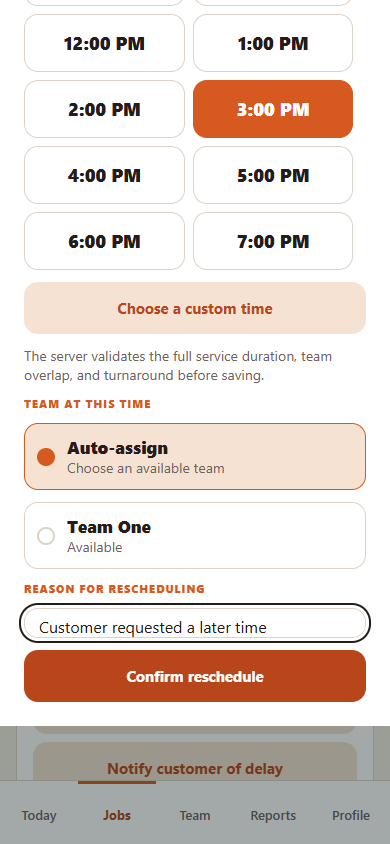 12:00 PM
1:00 PM
2:00 PM
3:00 PM
4:00 PM
5:00 PM
6:00 PM
7:00 PM
Choose a custom time
The server validates the full service duration, team
overlap, and turnaround before saving.
TEAM AT THIS TIME
Auto-assign
Choose an available team
Team One
Available
REASON FOR RESCHEDULING
Customer requested a later time
Confirm reschedule
Notify customer of delay
Today
Jobs
Team
Reports
Profile